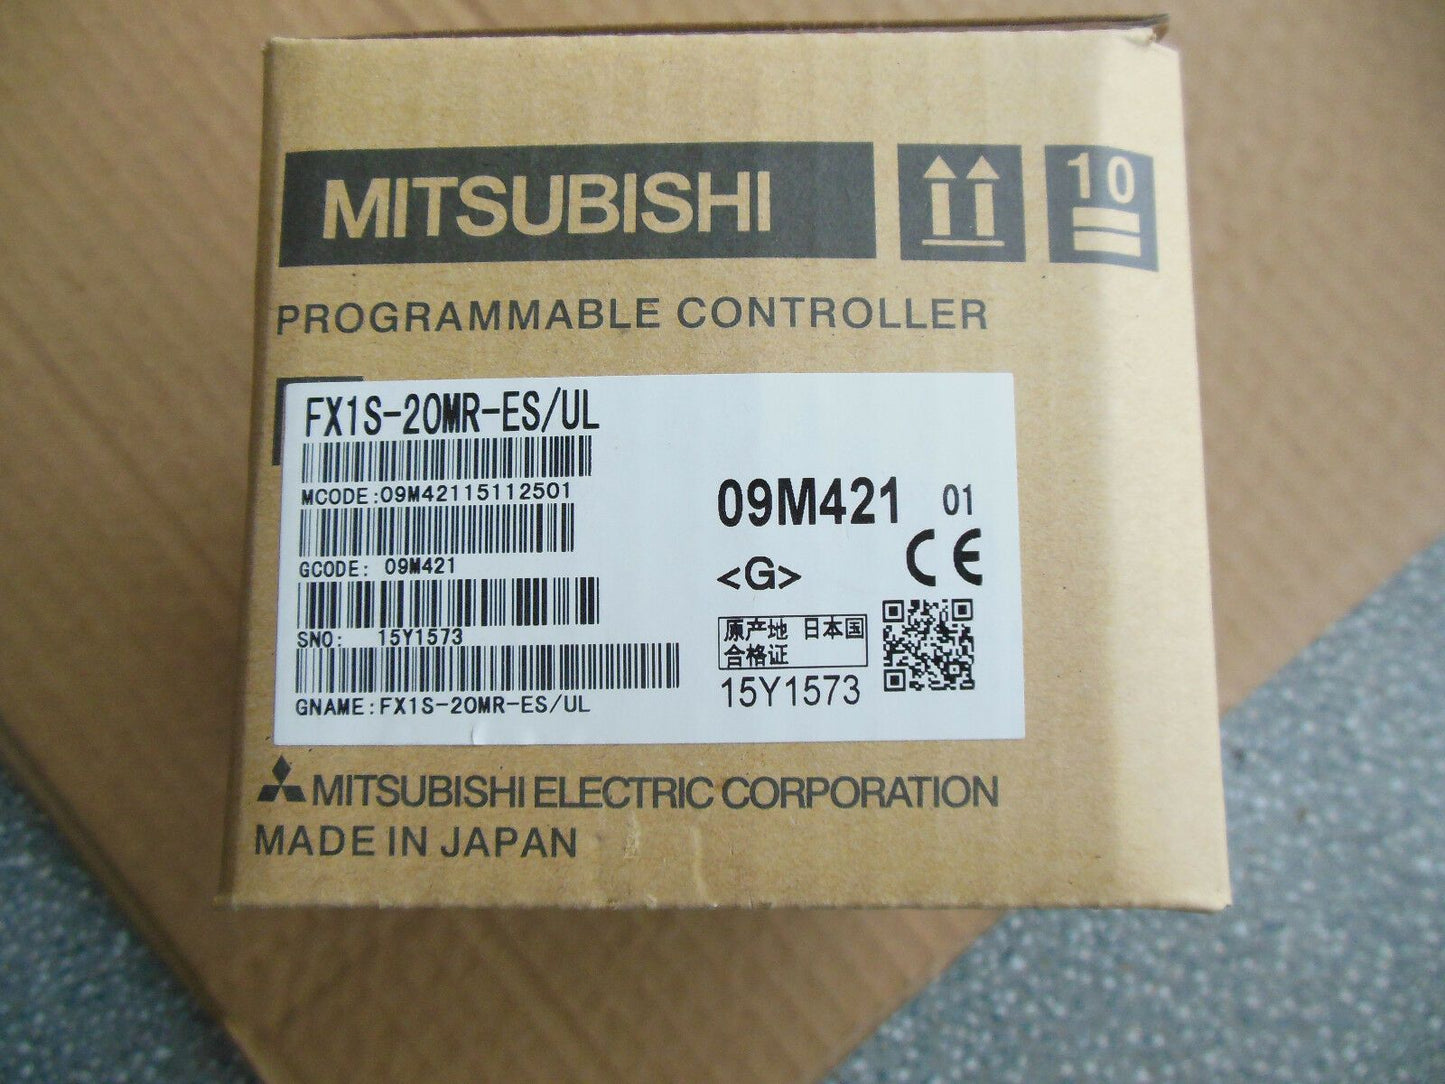 MITSUBISHI
10
PROGRAMMABLE CONTROLLER
FX1S-20MR-ES/UL
MCODE:09M42115112501
GCODE: 09M421
SNO: 15Y1573
GNAME:FX1S-20MR-ES/UL
09M421 01
<G> CE
原产地 日本国
合格证
15Y1573
MITSUBISHI ELECTRIC CORPORATION
MADE IN JAPAN